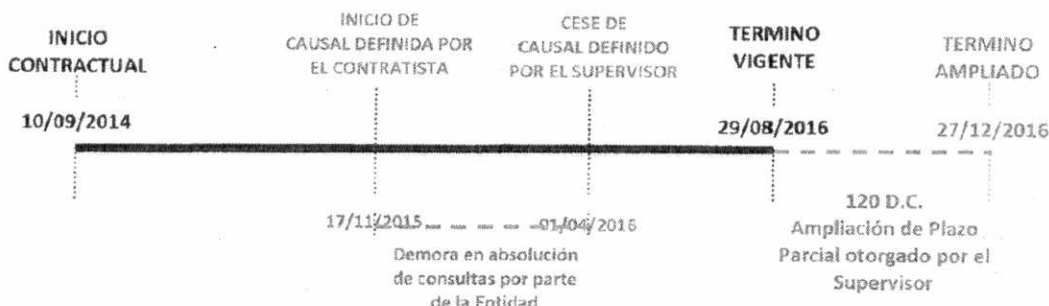 INICIO
CONTRACTUAL
INICIO DE
CAUSAL DEFINIDA POR
EL CONTRATISTA
CESE DE
CAUSAL DEFINIDO
POR EL SUPERVISOR
TERMINO
VIGENTE
TERMINO
AMPLIADO
10/09/2014
29/08/2016
27/12/2016
17/11/2015
01/04/2016
Demora en absolución
de consultas por parte
de la Entidad
120 D.C.
Ampliación de Plazo
Parcial otorgado por el
Supervisor